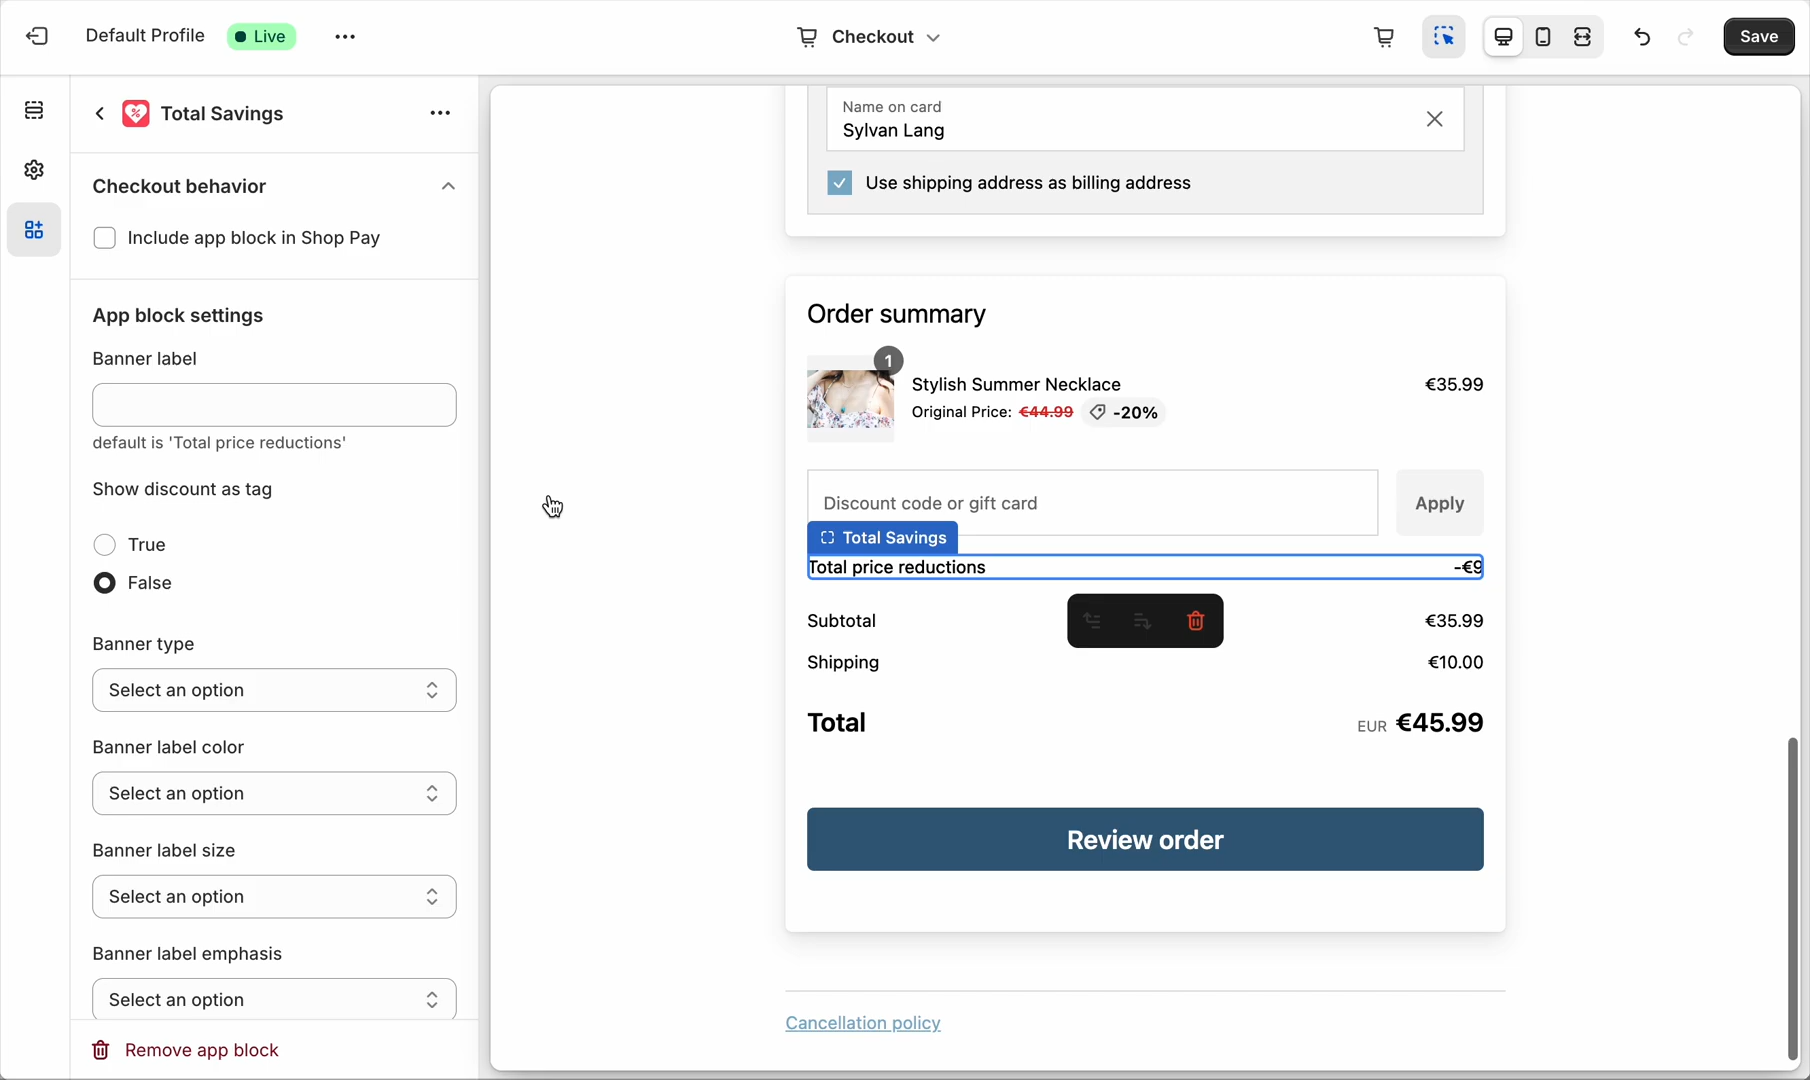 Default Profile
Live
Checkout
Save
Total Savings
Checkout behavior
Include app block in Shop Pay
App block settings
Banner label
default is 'Total price reductions'
Show discount as tag
True
False
Banner type
Select an option
Banner label color
Select an option
Banner label size
Select an option
Banner label emphasis
Select an option
Remove app block
Name on card
Sylvan Lang
Use shipping address as billing address
Order summary
1
Stylish Summer Necklace €35.99
Original Price: €44.99 -20%
Discount code or gift card Apply
Total Savings
Total price reductions -€9
Subtotal €35.99
Shipping €10.00
Total EUR €45.99
Review order
Cancellation policy